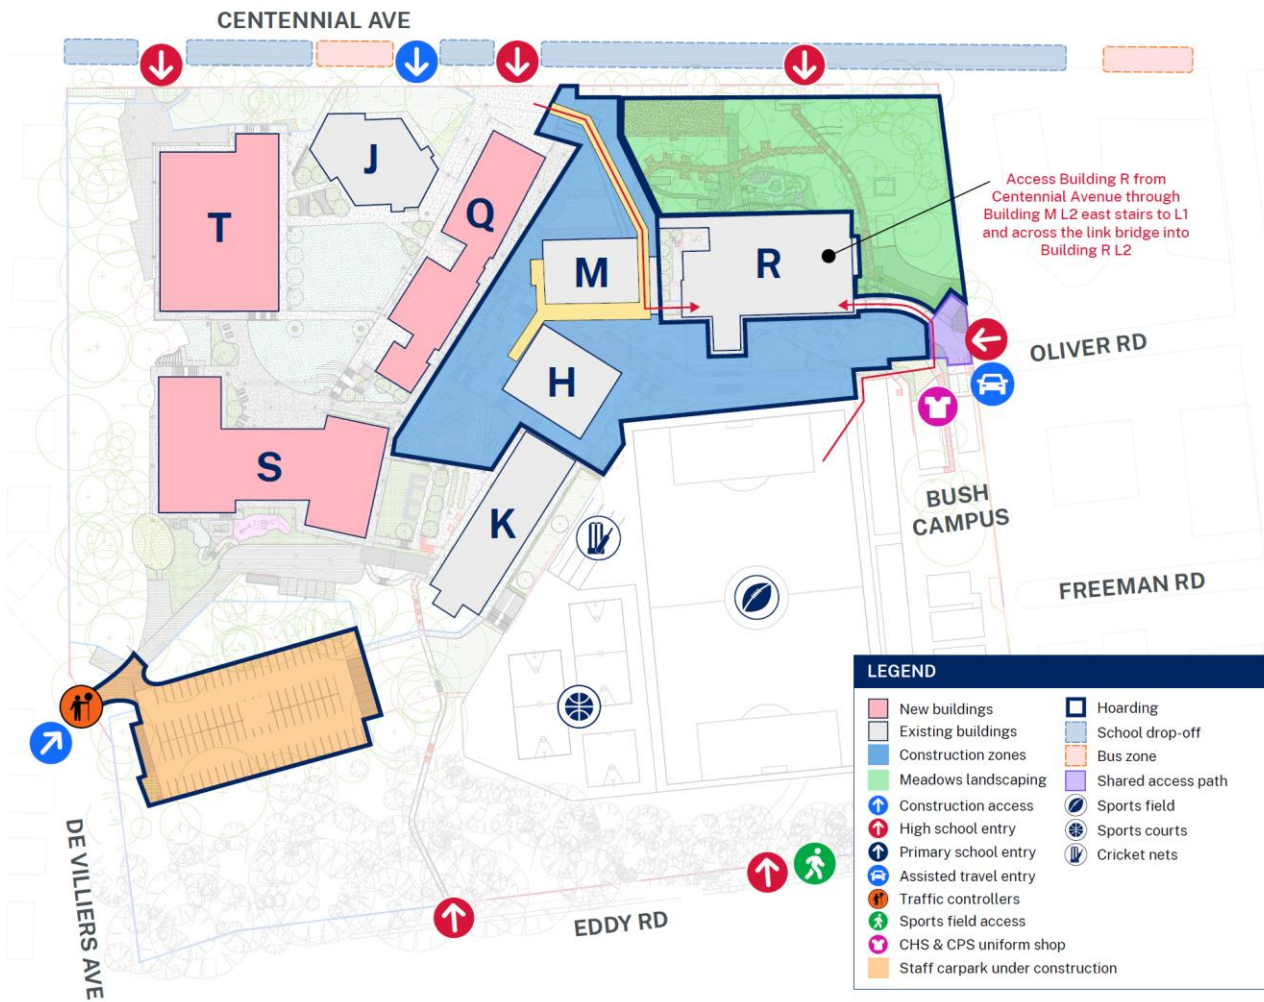 CENTENNIAL AVE
J
T
Q
M
R
Access Building R from
Centennial Avenue through
Building M L2 east stairs to L1
and across the link bridge into
Building R L2
OLIVER RD
H
S
K
BUSH
CAMPUS
FREEMAN RD
DE VILLIERS AVE
EDDY RD
LEGEND
New buildings
Existing buildings
Construction zones
Meadows landscaping
Construction access
High school entry
Primary school entry
Assisted travel entry
Traffic controllers
Sports field access
CHS & CPS uniform shop
Staff carpark under construction
Hoarding
School drop-off
Bus zone
Shared access path
Sports field
Sports courts
Cricket nets